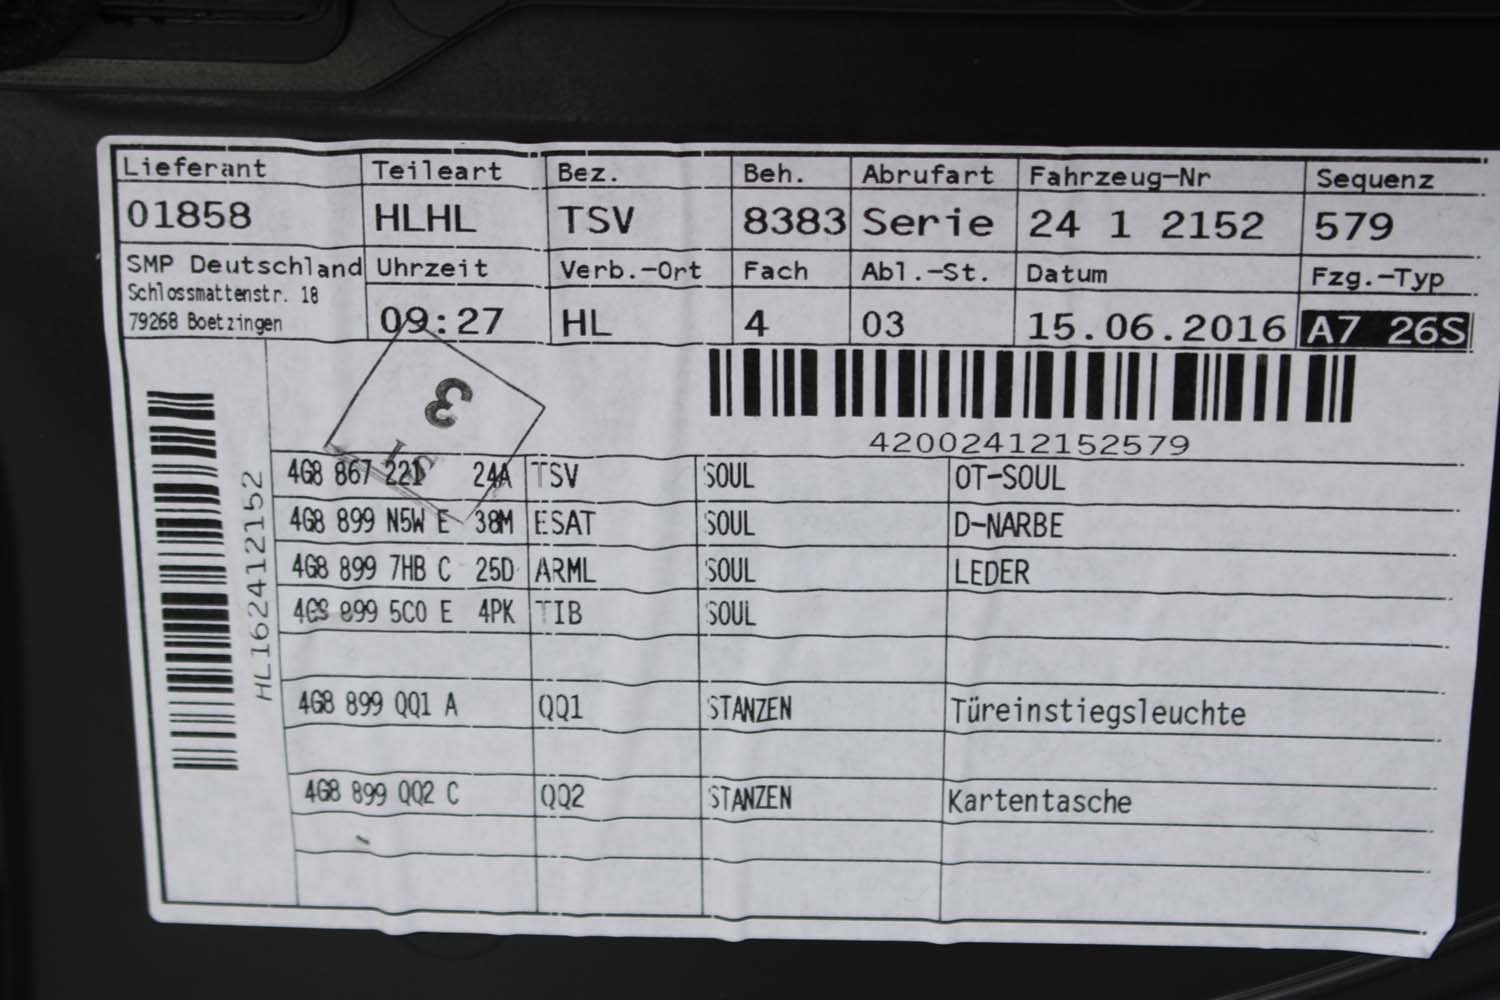 Lieferant Teileart Bez. Beh. Abrufart Fahrzeug-Nr Sequenz
01858 HLHL TSV 8383 Serie 24 1 2152 579
SMP Deutschland Uhrzeit Verb.-Ort Fach Abl.-St. Datum Fzg.-Typ
Schlossmattenstr. 18
79268 Boetzingen 09:27 HL 4 03 15.06.2016 A7 26S
3
42002412152579
HL162412152
4G8 867 221 24A TSV SOUL OT-SOUL
4G8 899 N5W E 38M ESAT SOUL D-NARBE
4G8 899 7HB C 25D ARML SOUL LEDER
4G8 899 5C0 E 4PK TIB SOUL
4G8 899 QQ1 A QQ1 STANZEN Türeinstiegsleuchte
4G8 899 QQ2 C QQ2 STANZEN Kartentasche